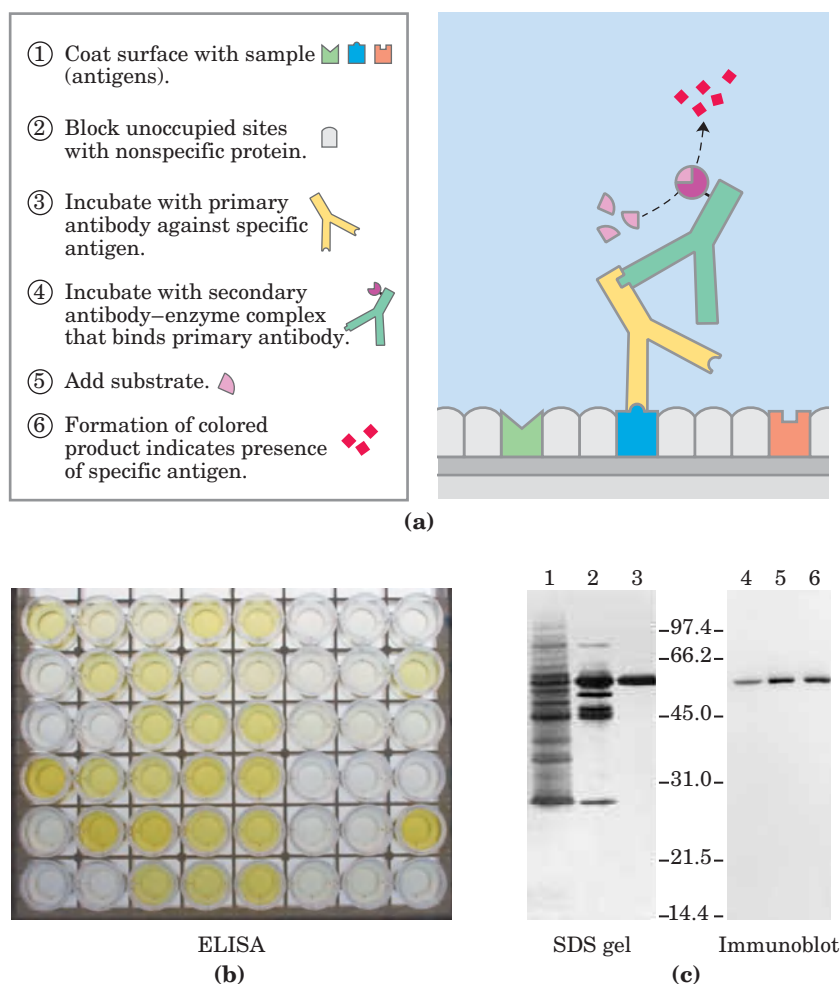 ① Coat surface with sample
(antigens).
② Block unoccupied sites
with nonspecific protein.
③ Incubate with primary
antibody against specific
antigen.
④ Incubate with secondary
antibody–enzyme complex
that binds primary antibody.
⑤ Add substrate.
⑥ Formation of colored
product indicates presence
of specific antigen.
(a)
1 2 3 4 5 6
97.4
66.2
45.0
31.0
21.5
14.4
ELISA
(b)
SDS gel Immunoblot
(c)